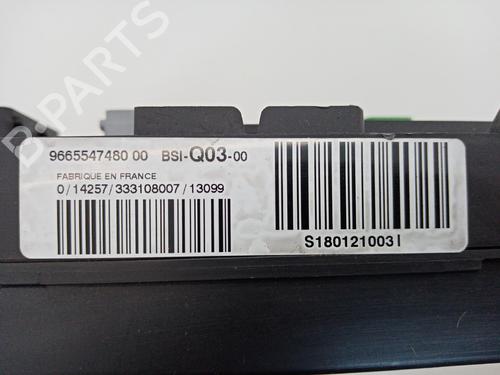 B-PARTS
9665547480 00 BSI-Q03-00
FABRIQUE EN FRANCE
0/14257/333108007/13099
S180121003I